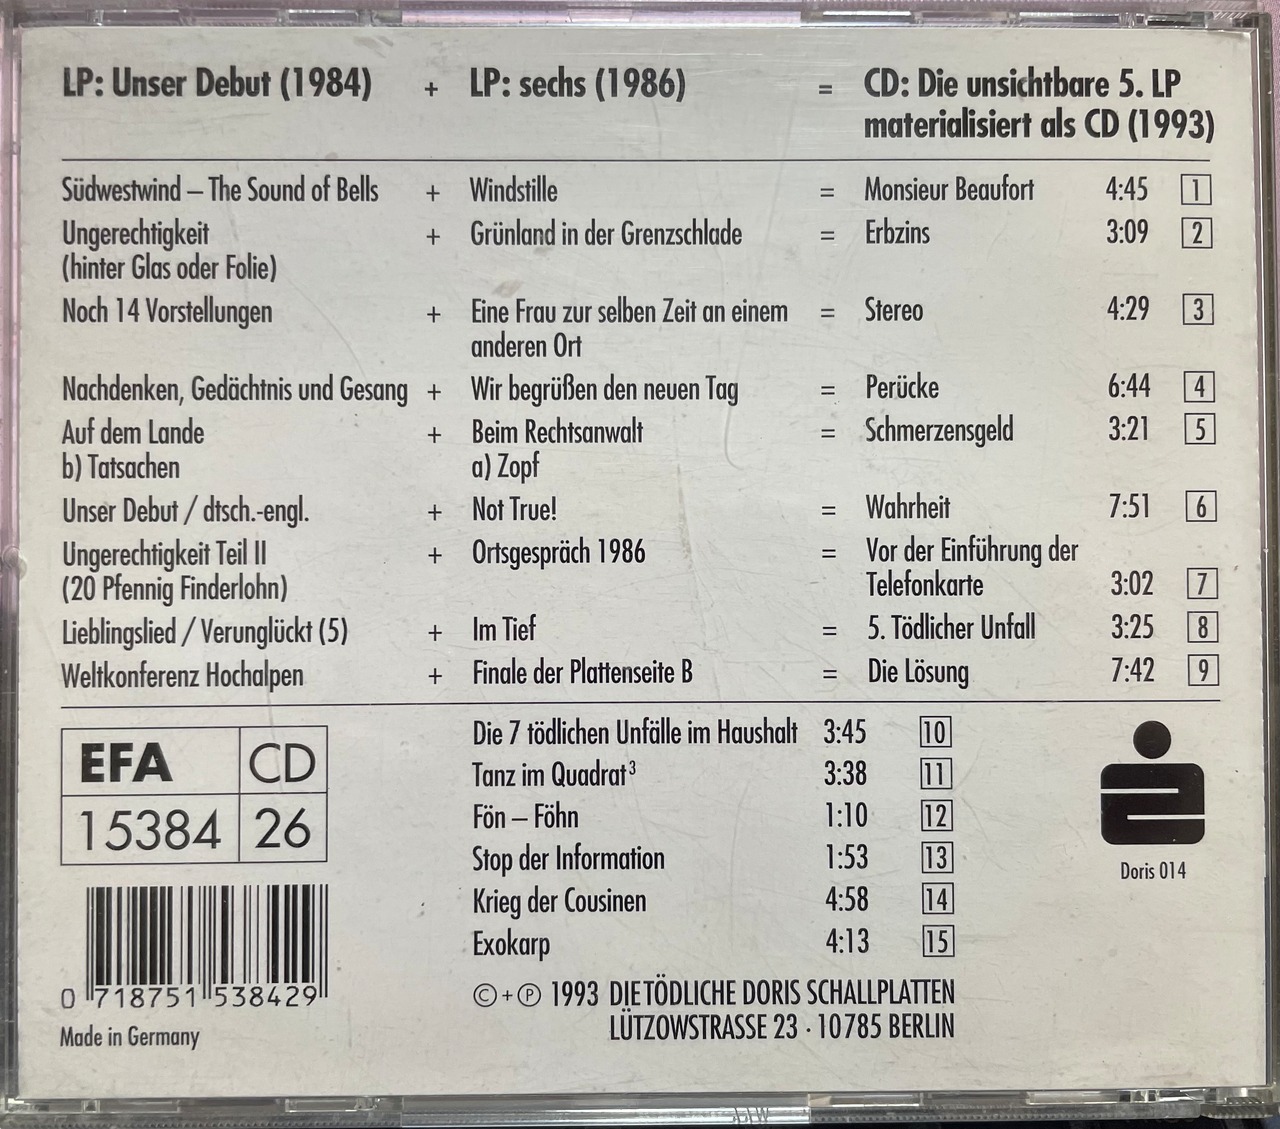 LP: Unser Debut (1984) + LP: sechs (1986) = CD: Die unsichtbare 5. LP
materialisiert als CD (1993)
Südwestwind – The Sound of Bells + Windstille = Monsieur Beaufort 4:45 1
Ungerechtigkeit + Grünland in der Grenzschlade = Erbzins 3:09 2
(hinter Glas oder Folie)
Noch 14 Vorstellungen + Eine Frau zur selben Zeit an einem = Stereo 4:29 3
anderen Ort
Nachdenken, Gedächtnis und Gesang + Wir begrüßen den neuen Tag = Perücke 6:44 4
Auf dem Lande + Beim Rechtsanwalt = Schmerzensgeld 3:21 5
b) Tatsachen a) Zopf
Unser Debut / dtsch.-engl. + Not True! = Wahrheit 7:51 6
Ungerechtigkeit Teil II + Ortsgespräch 1986 = Vor der Einführung der
(20 Pfennig Finderlohn) Telefonkarte 3:02 7
Lieblingslied / Verunglückt (5) + Im Tief = 5. Tödlicher Unfall 3:25 8
Weltkonferenz Hochalpen + Finale der Plattenseite B = Die Lösung 7:42 9
Die 7 tödlichen Unfälle im Haushalt 3:45 10
Tanz im Quadrat³ 3:38 11
Fön – Föhn 1:10 12
Stop der Information 1:53 13
Krieg der Cousinen 4:58 14
Exokarp 4:13 15
© + ℗ 1993 DIE TÖDLICHE DORIS SCHALLPLATTEN
LÜTZOWSTRASSE 23 · 10785 BERLIN
EFA CD
15384 26
0 718751 538429
Made in Germany
Doris 014